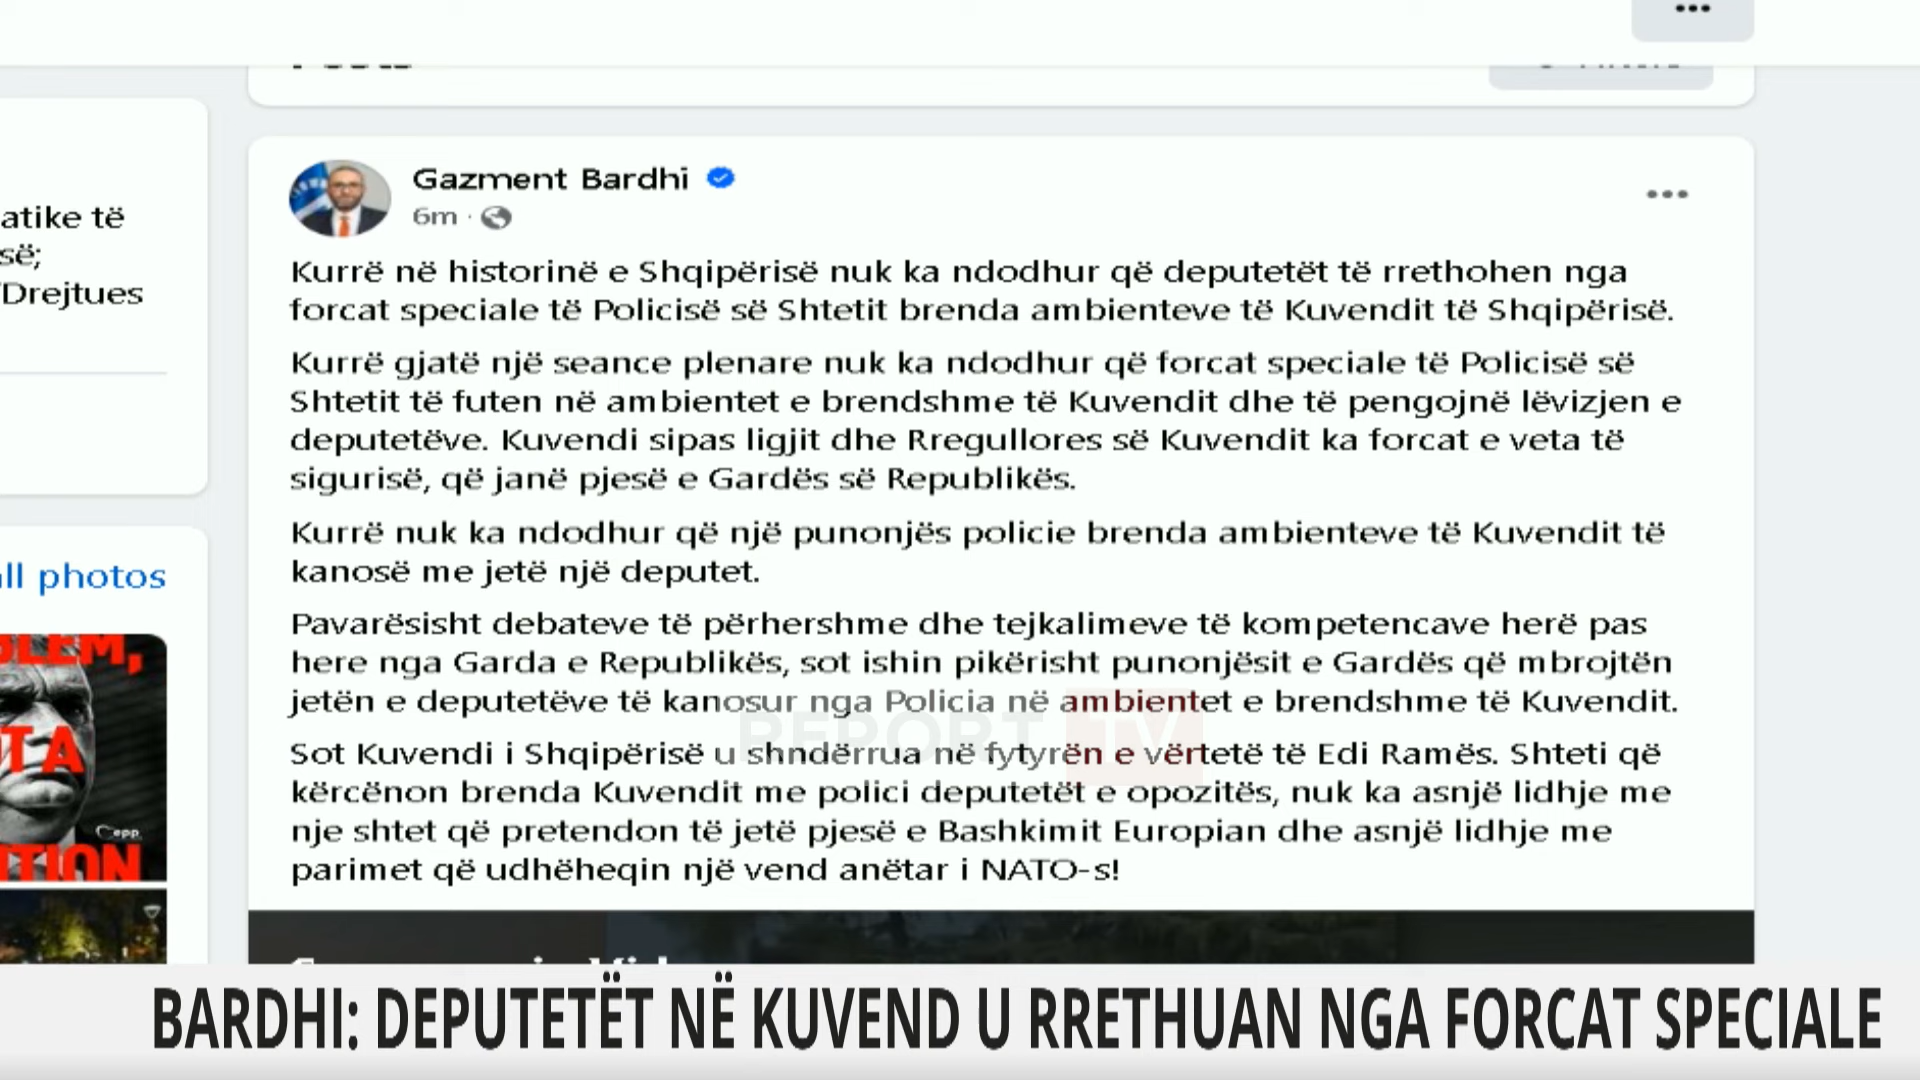 atike të
së;
Drejtues
ll photos
LEM,
TA
epp
TION
Gazment Bardhi
6m ·
Kurrë në historinë e Shqipërisë nuk ka ndodhur që deputetët të rrethohen nga
forcat speciale të Policisë së Shtetit brenda ambienteve të Kuvendit të Shqipërisë.
Kurrë gjatë një seance plenare nuk ka ndodhur që forcat speciale të Policisë së
Shtetit të futen në ambientet e brendshme të Kuvendit dhe të pengojnë lëvizjen e
deputetëve. Kuvendi sipas ligjit dhe Rregullores së Kuvendit ka forcat e veta të
sigurisë, që janë pjesë e Gardës së Republikës.
Kurrë nuk ka ndodhur që një punonjës policie brenda ambienteve të Kuvendit të
kanosë me jetë një deputet.
Pavarësisht debateve të përhershme dhe tejkalimeve të kompetencave herë pas
here nga Garda e Republikës, sot ishin pikërisht punonjësit e Gardës që mbrojtën
jetën e deputetëve të kanosur nga Policia në ambientet e brendshme të Kuvendit.
REPORT TV
Sot Kuvendi i Shqipërisë u shndërrua në fytyrën e vërtetë të Edi Ramës. Shteti që
kërcënon brenda Kuvendit me polici deputetët e opozitës, nuk ka asnjë lidhje me
nje shtet që pretendon të jetë pjesë e Bashkimit Europian dhe asnjë lidhje me
parimet që udhëheqin një vend anëtar i NATO-s!
BARDHI: DEPUTETËT NË KUVEND U RRETHUAN NGA FORCAT SPECIALE